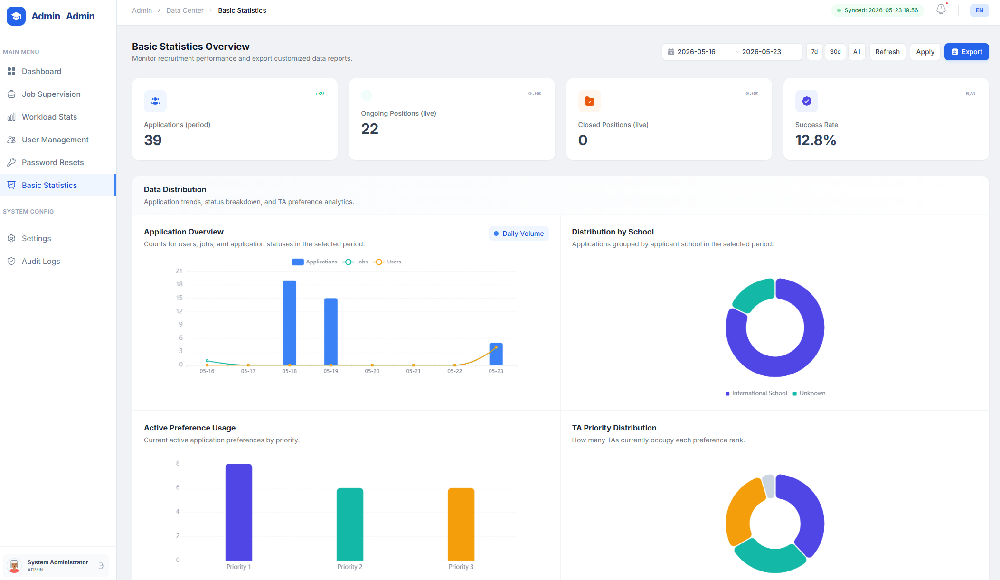 Admin Admin
Admin > Data Center > Basic Statistics
Synced: 2026-05-23 19:56
EN
MAIN MENU
Dashboard
Job Supervision
Workload Stats
User Management
Password Resets
Basic Statistics
SYSTEM CONFIG
Settings
Audit Logs
System Administrator
ADMIN
Basic Statistics Overview
Monitor recruitment performance and export customized data reports.
2026-05-16 ~ 2026-05-23
7d
30d
All
Refresh
Apply
Export
+39
Applications (period)
39
0.0%
Ongoing Positions (live)
22
0.0%
Closed Positions (live)
0
N/A
Success Rate
12.8%
Data Distribution
Application trends, status breakdown, and TA preference analytics.
Application Overview
Counts for users, jobs, and application statuses in the selected period.
Daily Volume
Applications Jobs Users
21
18
15
12
9
6
3
0
05-16 05-17 05-18 05-19 05-20 05-21 05-22 05-23
Distribution by School
Applications grouped by applicant school in the selected period.
International School Unknown
Active Preference Usage
Current active application preferences by priority.
8
6
4
2
0
Priority 1 Priority 2 Priority 3
TA Priority Distribution
How many TAs currently occupy each preference rank.